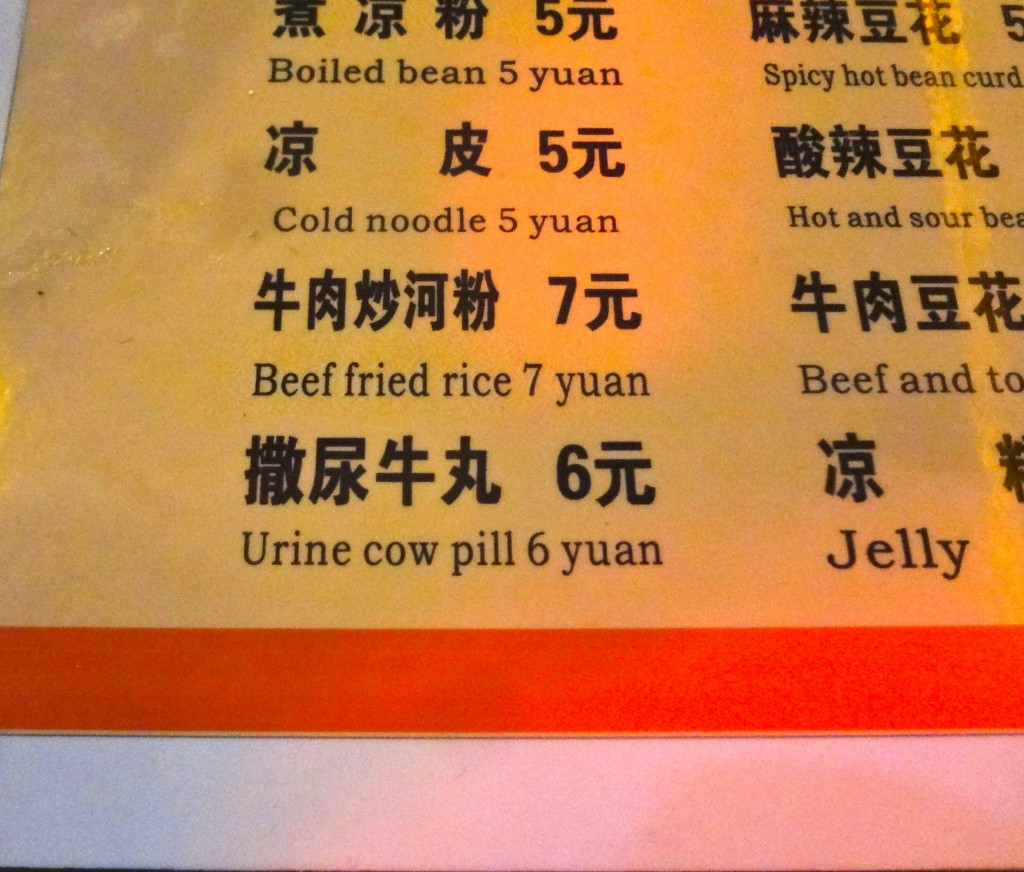 煮凉粉 5元
Boiled bean 5 yuan
凉皮 5元
Cold noodle 5 yuan
牛肉炒河粉 7元
Beef fried rice 7 yuan
撒尿牛丸 6元
Urine cow pill 6 yuan
麻辣豆花 5
Spicy hot bean curd
酸辣豆花
Hot and sour
牛肉豆花
Beef and
凉
Jelly